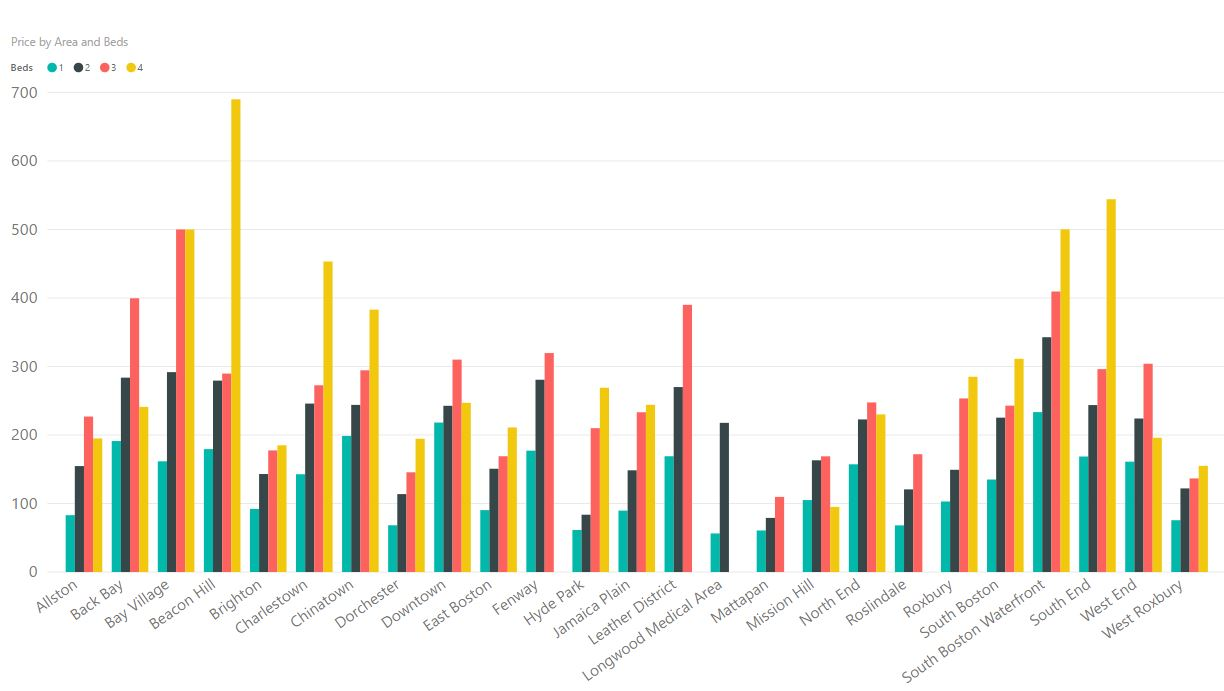 Price by Area and Beds
Beds 1 2 3 4
700
600
500
400
300
200
100
0
Allston
Back Bay
Bay Village
Beacon Hill
Brighton
Charlestown
Chinatown
Dorchester
Downtown
East Boston
Fenway
Hyde Park
Jamaica Plain
Leather District
Longwood Medical Area
Mattapan
Mission Hill
North End
Roslindale
Roxbury
South Boston
South Boston Waterfront
South End
West End
West Roxbury